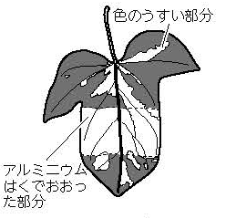 色のうすい部分
アルミニウム
はくでおおっ
た部分